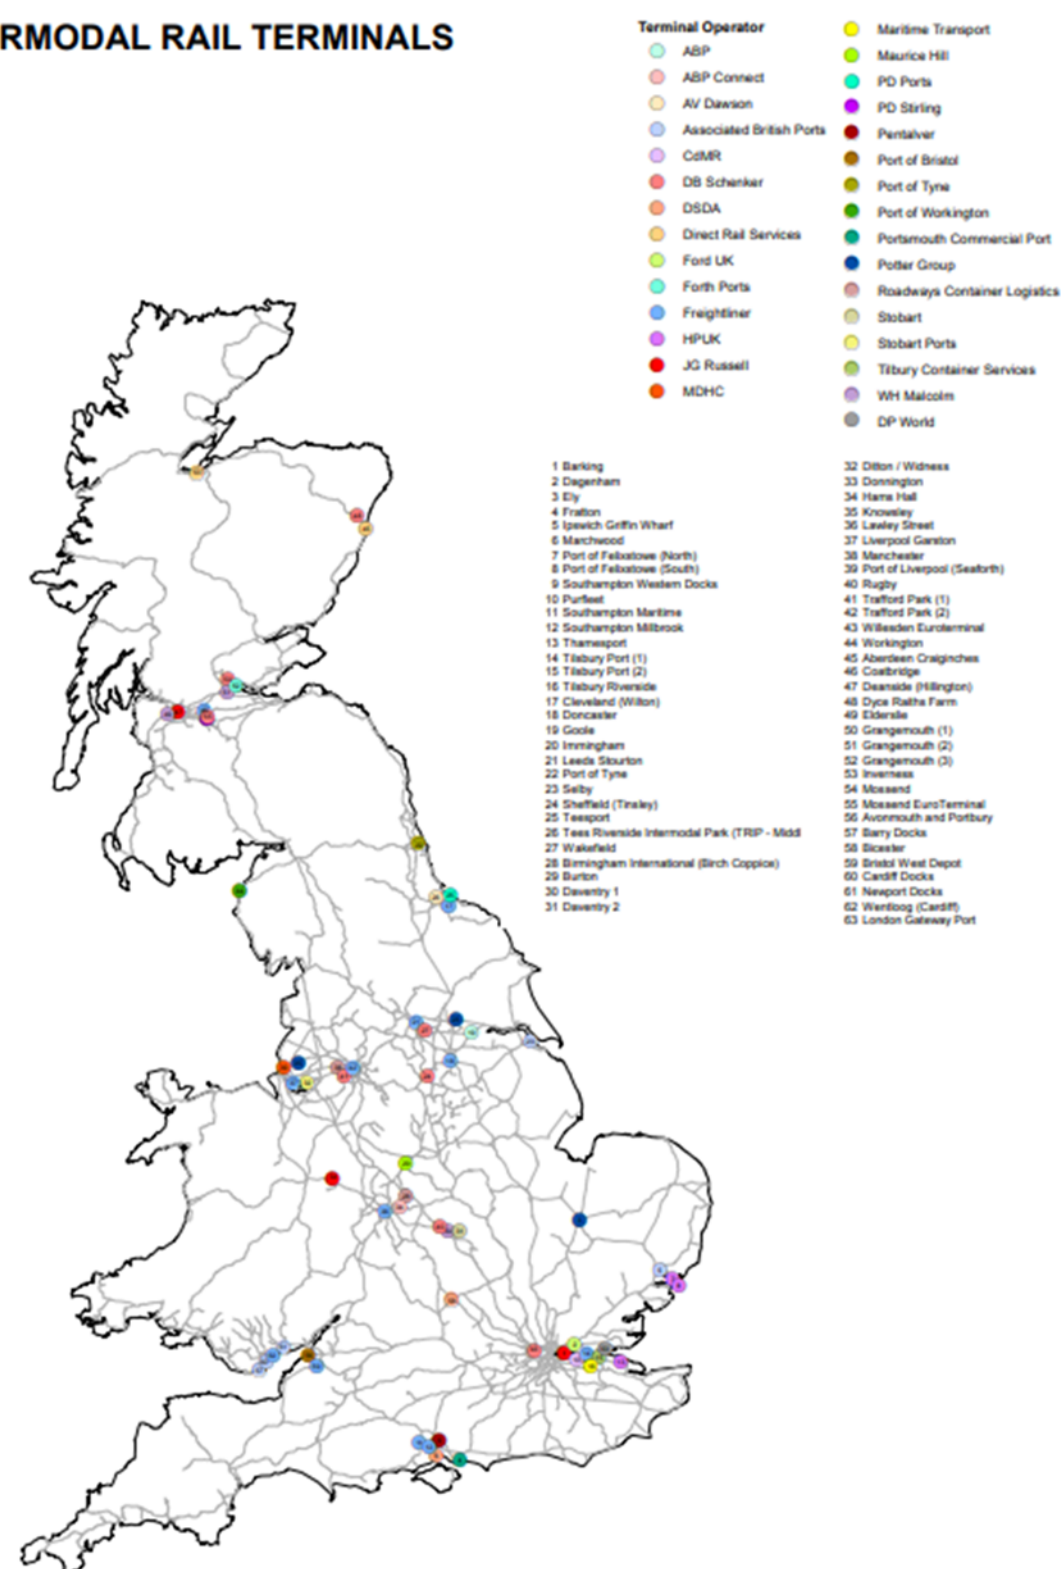 RMODAL RAIL TERMINALS
Terminal Operator
ABP
ABP Connect
AV Dawson
Associated British Ports
CdMR
DB Schenker
DSDA
Direct Rail Services
Ford UK
Forth Ports
Freightliner
HPUK
JG Russell
MDHC
Maritime Transport
Maurice Hill
PD Ports
PD Stirling
Pentalver
Port of Bristol
Port of Tyne
Port of Workington
Portsmouth Commercial Port
Potter Group
Roadways Container Logistics
Stobart
Stobart Ports
Tilbury Container Services
WH Malcolm
DP World
1 Barking
2 Dagenham
3 Ely
4 Fratton
5 Ipswich Griffin Wharf
6 Marchwood
7 Port of Felixstowe (North)
8 Port of Felixstowe (South)
9 Southampton Western Docks
10 Purfleet
11 Southampton Maritime
12 Southampton Millbrook
13 Thamesport
14 Tilsbury Port (1)
15 Tilsbury Port (2)
16 Tilsbury Riverside
17 Cleveland (Wilton)
18 Doncaster
19 Goole
20 Immingham
21 Leeds Stourton
22 Port of Tyne
23 Selby
24 Sheffield (Tinsley)
25 Teesport
26 Tees Riverside Intermodal Park (TRIP - Middl
27 Wakefield
28 Birmingham International (Birch Coppice)
29 Burton
30 Daventry 1
31 Daventry 2
32 Ditton / Widness
33 Donnington
34 Hams Hall
35 Knowsley
36 Lawley Street
37 Liverpool Garston
38 Manchester
39 Port of Liverpool (Seaforth)
40 Rugby
41 Trafford Park (1)
42 Trafford Park (2)
43 Willesden Euroterminal
44 Workington
45 Aberdeen Craiginches
46 Coatbridge
47 Deanside (Hillington)
48 Dyce Raiths Farm
49 Elderslie
50 Grangemouth (1)
51 Grangemouth (2)
52 Grangemouth (3)
53 Inverness
54 Mossend
55 Mossend EuroTerminal
56 Avonmouth and Portbury
57 Barry Docks
58 Bicester
59 Bristol West Depot
60 Cardiff Docks
61 Newport Docks
62 Wentloog (Cardiff)
63 London Gateway Port